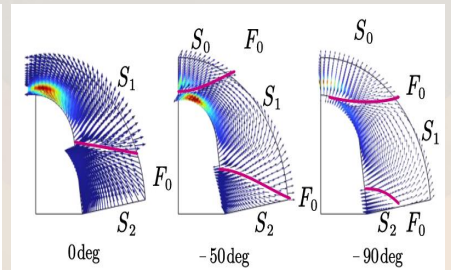 S₀ F₀ S₀
S₁ F₀
S₁ S₁
F₀ F₀
S₂ S₂ S₂ F₀
0deg −50deg −90deg